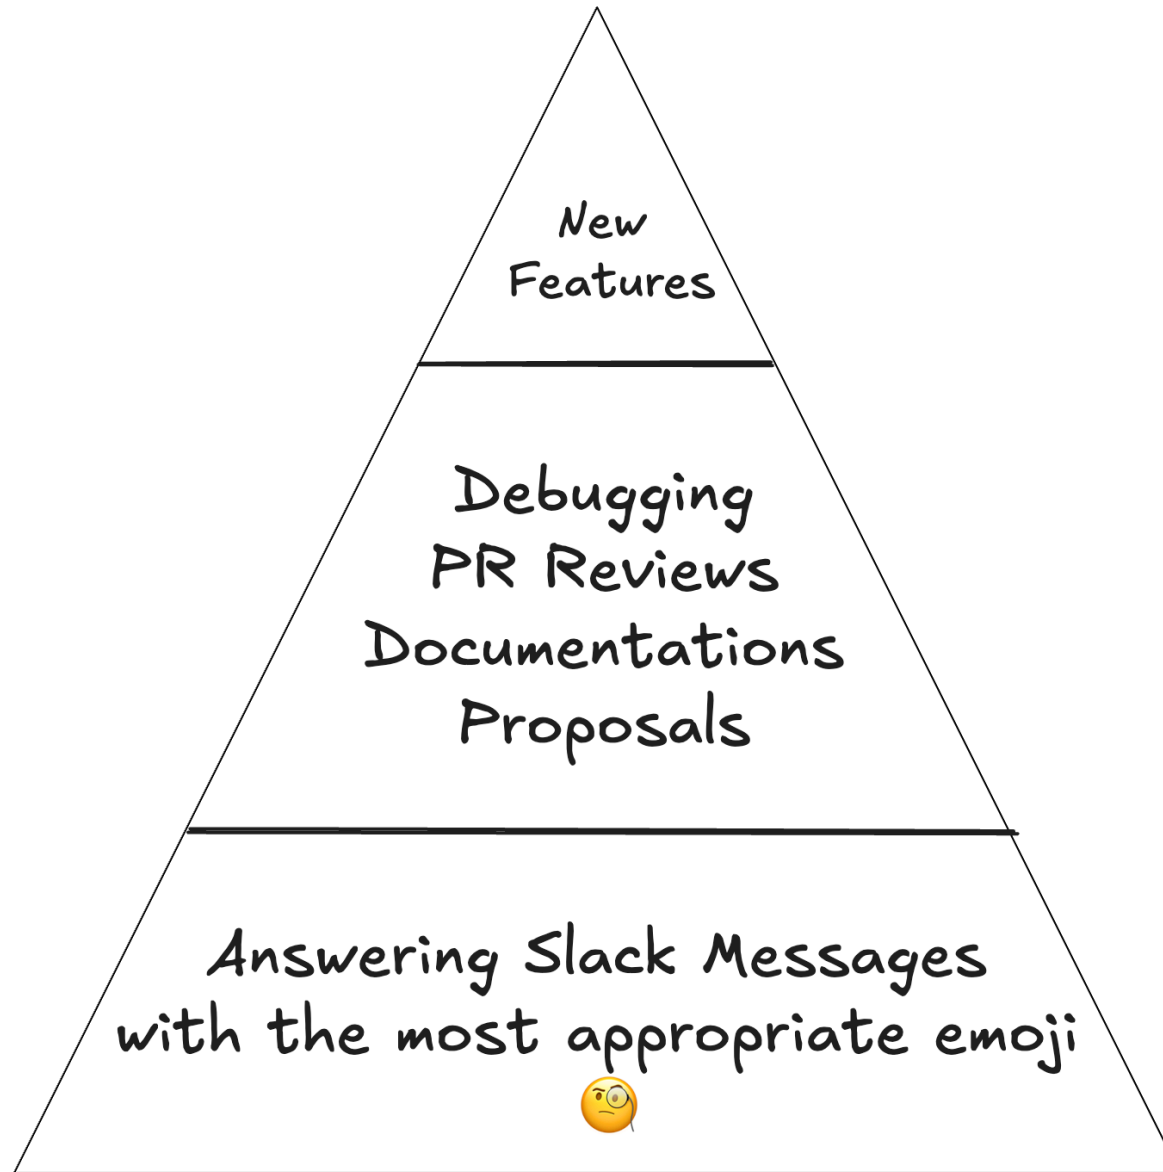 New
Features
Debugging
PR Reviews
Documentations
Proposals
Answering Slack Messages
with the most appropriate emoji
🧐